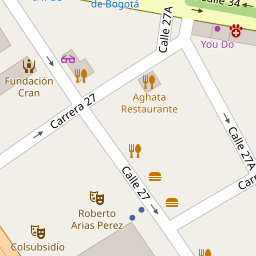 de Bogotá
Calle 34
Calle 27A
You Do
Fundación
Cran
Carrera 27
Aghata
Restaurante
Calle 27A
Calle 27
Roberto
Arias Perez
Colsubsidio